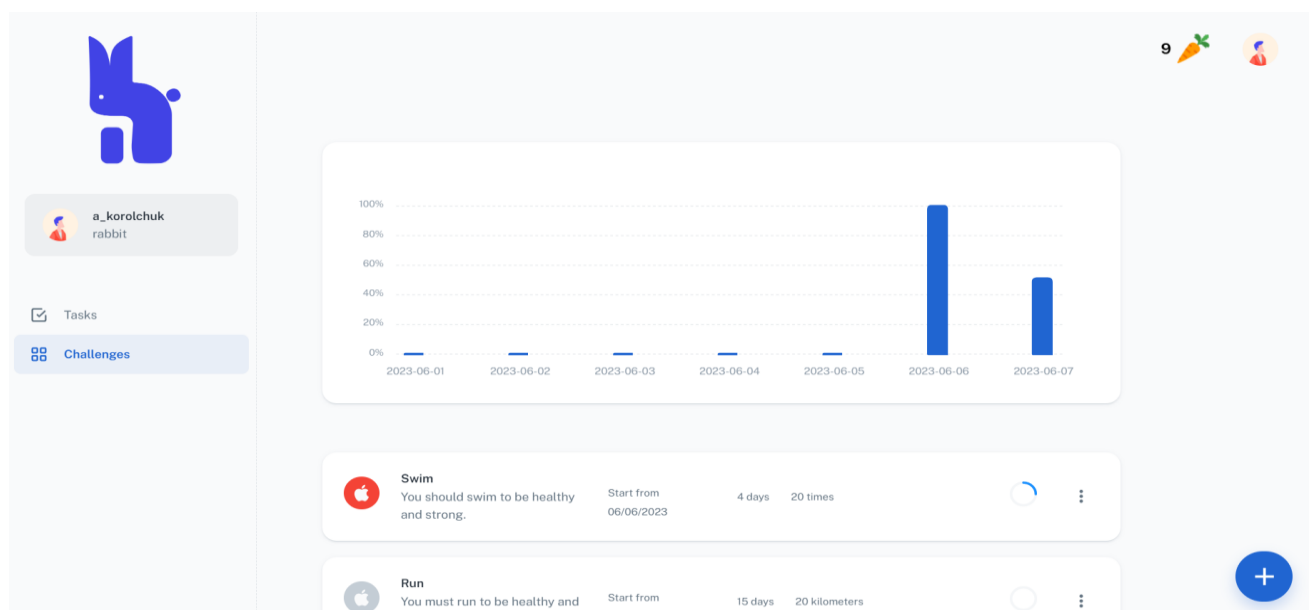 9
a_korolchuk
rabbit
Tasks
Challenges
100%
80%
60%
40%
20%
0%
2023-06-01 2023-06-02 2023-06-03 2023-06-04 2023-06-05 2023-06-06 2023-06-07
Swim
You should swim to be healthy
and strong.
Start from
06/06/2023
4 days 20 times
Run
You must run to be healthy and
Start from
15 days 20 kilometers